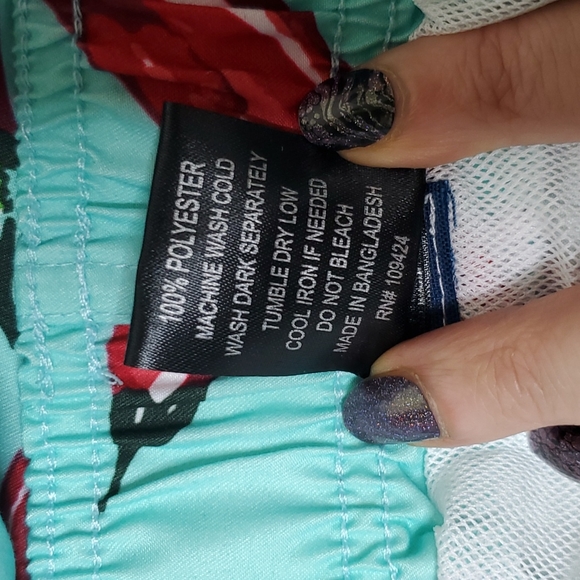 100% POLYESTER
MACHINE WASH COLD
WASH DARK SEPARATELY
TUMBLE DRY LOW
COOL IRON IF NEEDED
DO NOT BLEACH
MADE IN BANGLADESH
RN# 109424